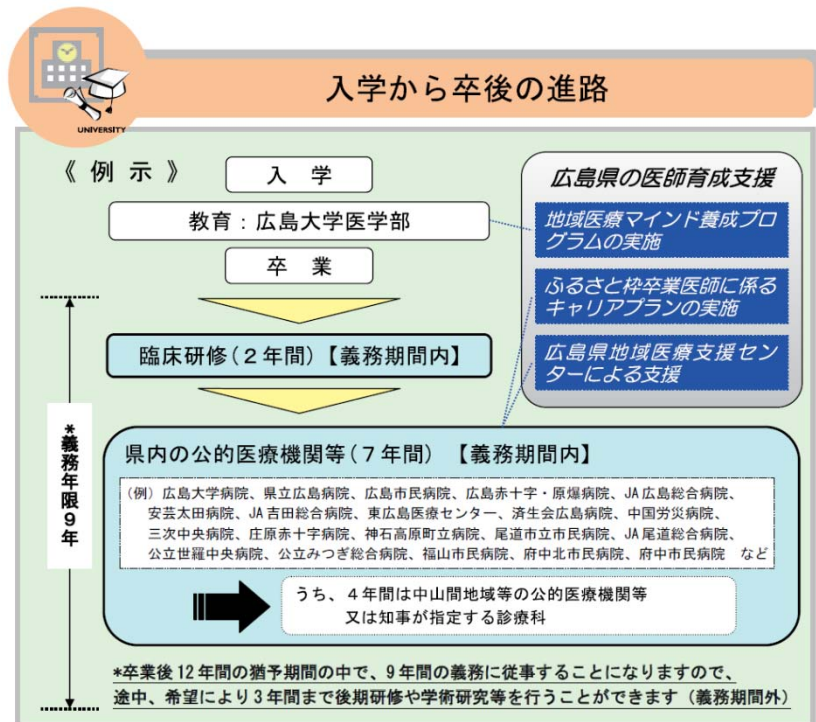 UNIVERSITY
入学から卒後の進路
《 例 示 》
入 学
教育：広島大学医学部
卒 業
広島県の医師育成支援
地域医療マインド養成プロ
グラムの実施
ふるさと枠卒業医師に係る
キャリアプランの実施
広島県地域医療支援セン
ターによる支援
臨床研修（２年間）【義務期間内】
*義務年限９年
県内の公的医療機関等（７年間） 【義務期間内】
（例）広島大学病院、県立広島病院、広島市民病院、広島赤十字・原爆病院、JA広島総合病院、
安芸太田病院、JA吉田総合病院、東広島医療センター、済生会広島病院、中国労災病院、
三次中央病院、庄原赤十字病院、神石高原町立病院、尾道市立市民病院、JA尾道総合病院、
公立世羅中央病院、公立みつぎ総合病院、福山市民病院、府中北市民病院、府中市民病院 など
うち、４年間は中山間地域等の公的医療機関等
又は知事が指定する診療科
*卒業後12年間の猶予期間の中で、9年間の義務に従事することになりますので、
途中、希望により3年間まで後期研修や学術研究等を行うことができます（義務期間外）